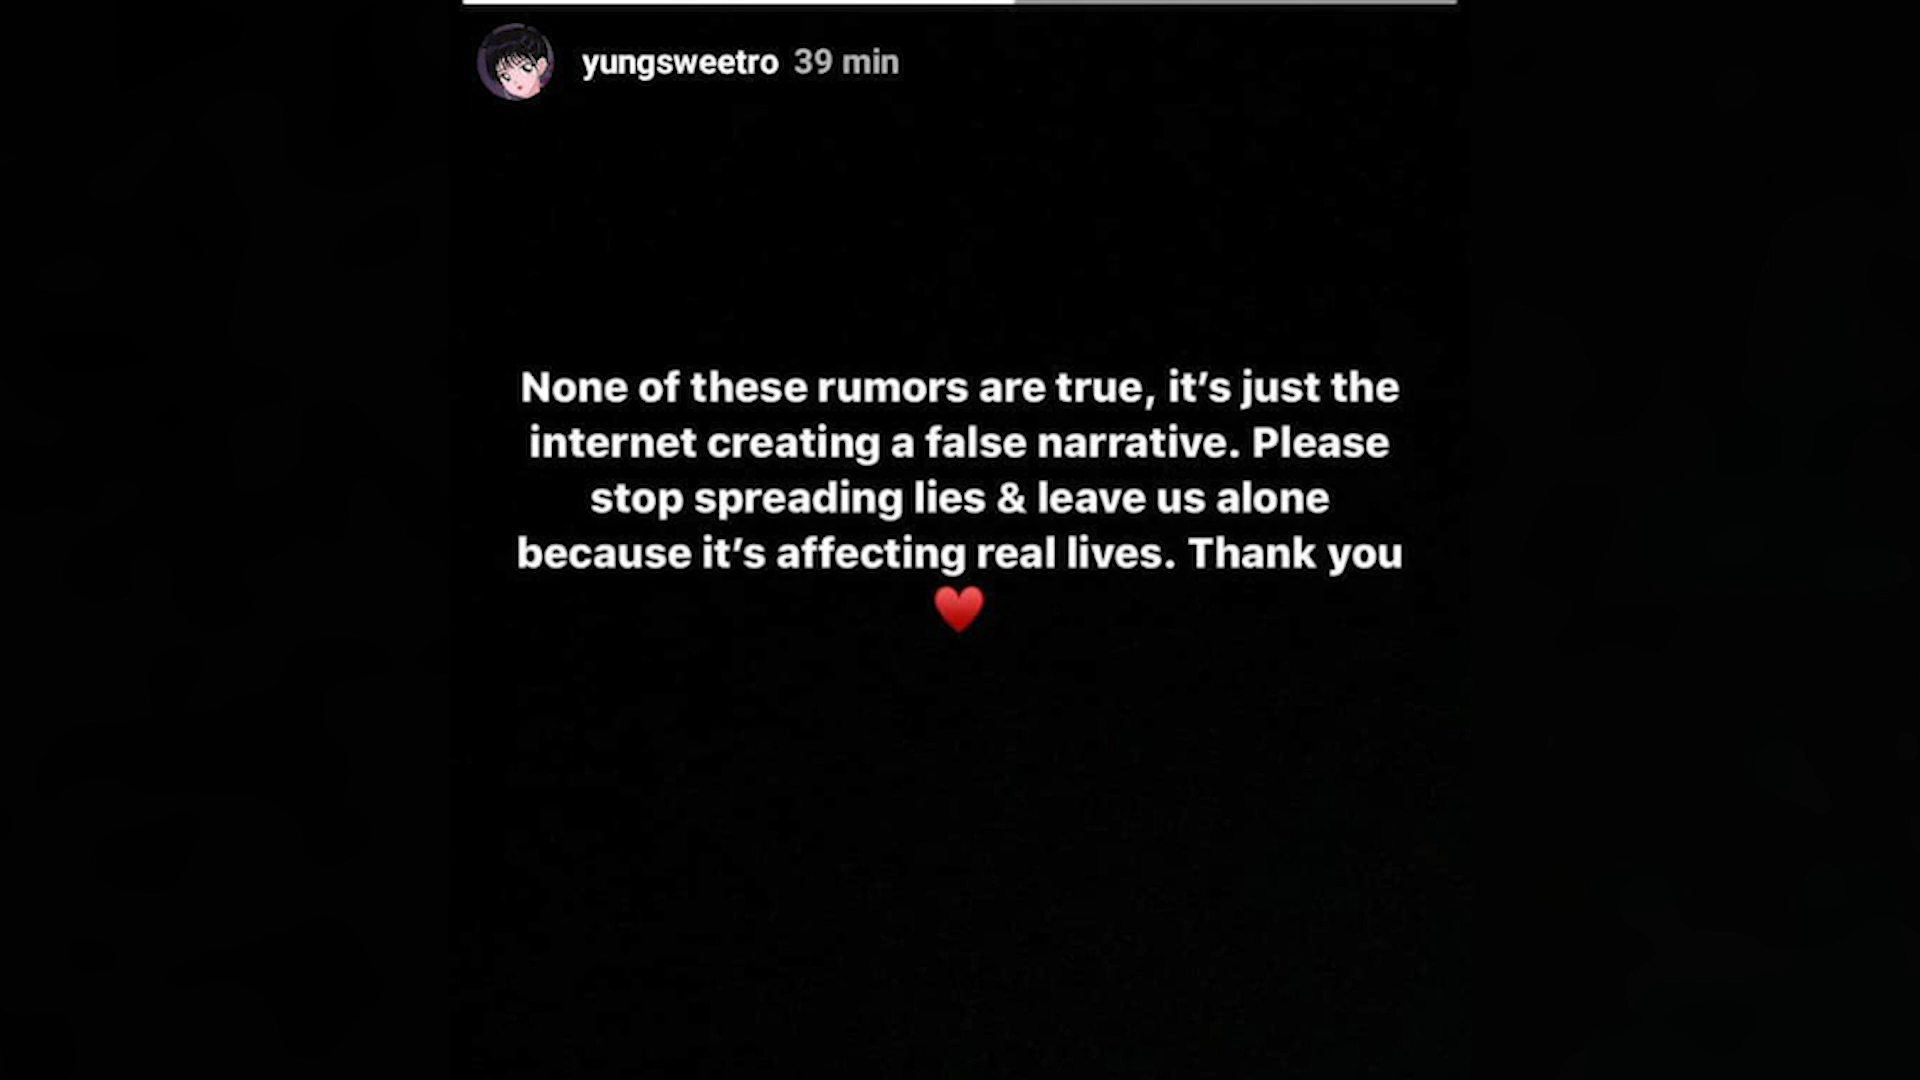 yungsweetro 39 min
None of these rumors are true, it’s just the
internet creating a false narrative. Please
stop spreading lies & leave us alone
because it’s affecting real lives. Thank you
♥️